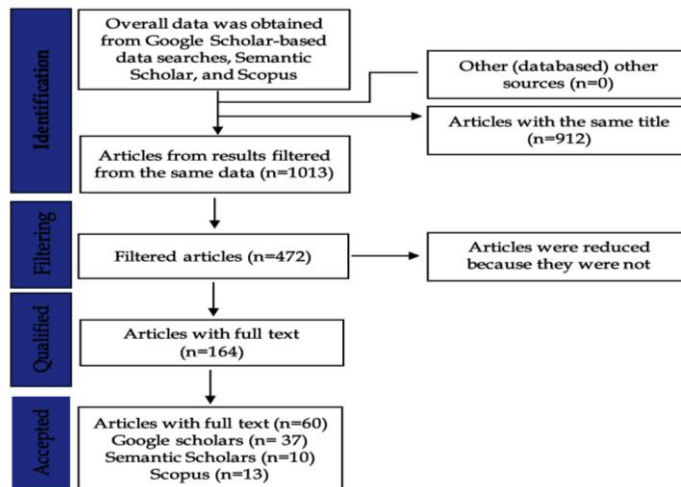 Identification
Overall data was obtained
from Google Scholar-based
data searches, Semantic
Scholar, and Scopus
Other (databased) other
sources (n=0)
Articles with the same title
(n=912)
Articles from results filtered
from the same data (n=1013)
Filtering
Filtered articles (n=472)
Articles were reduced
because they were not
Qualified
Articles with full text
(n=164)
Accepted
Articles with full text (n=60)
Google scholars (n= 37)
Semantic Scholars (n=10)
Scopus (n=13)